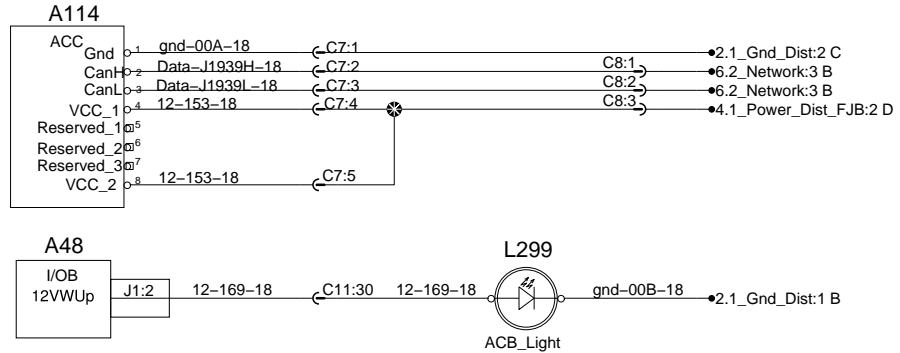 A114
ACC
Gnd 1 gnd–00A–18 C7:1 2.1_Gnd_Dist:2 C
CanH 2 Data–J1939H–18 C7:2 C8:1 6.2_Network:3 B
CanL 3 Data–J1939L–18 C7:3 C8:2 6.2_Network:3 B
VCC_1 4 12–153–18 C7:4 C8:3 4.1_Power_Dist_FJB:2 D
Reserved_1 5
Reserved_2 6
Reserved_3 7
VCC_2 8 12–153–18 C7:5
A48
L299
I/OB
12VWUp J1:2 12–169–18 C11:30 12–169–18 gnd–00B–18 2.1_Gnd_Dist:1 B
ACB_Light